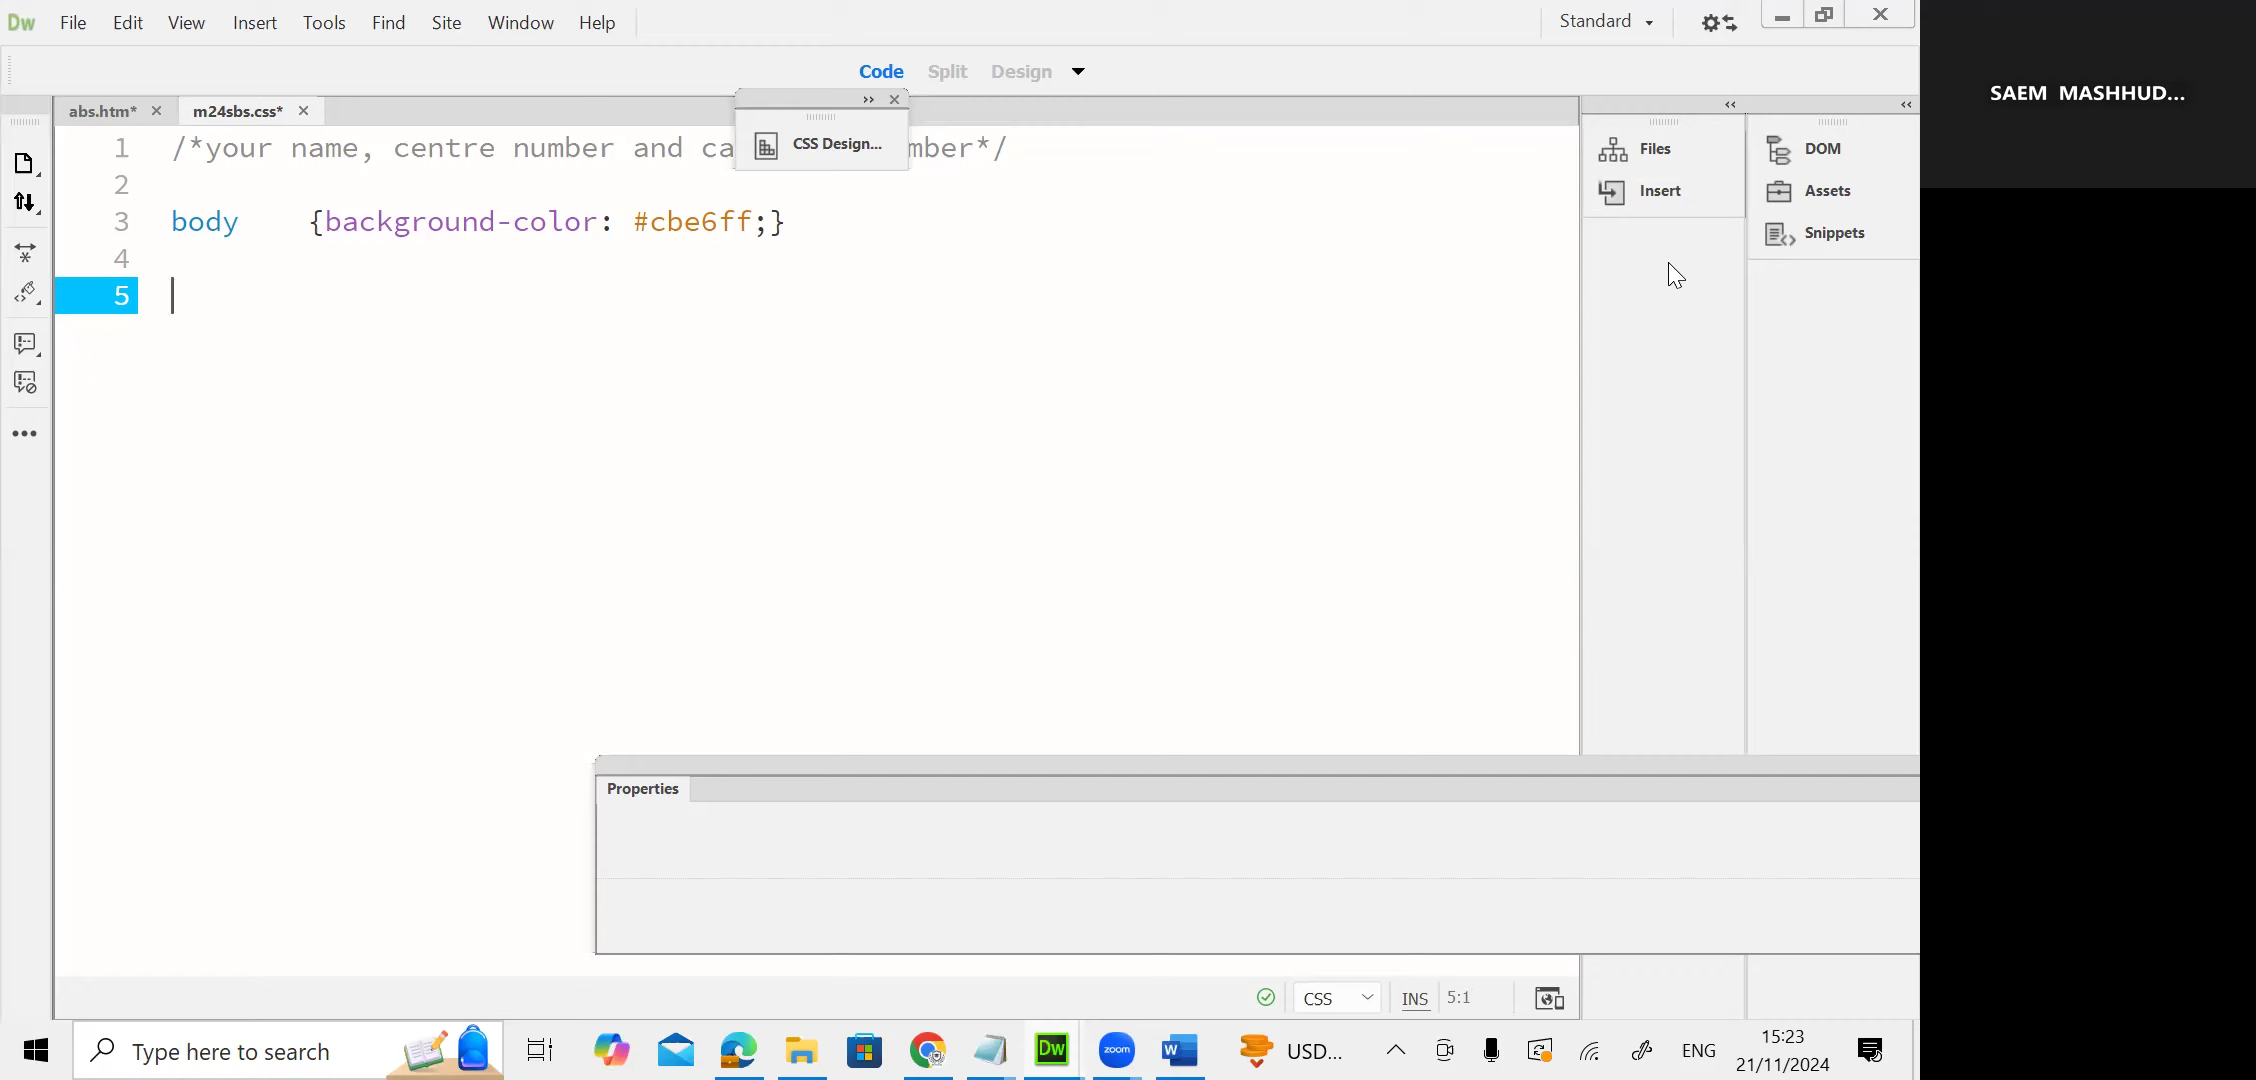 Dw File Edit View Insert Tools Find Site Window Help Standard
Code Split Design
abs.htm* m24sbs.css*
CSS Design...
1 /*your name, centre number and ca mber*/
2
3 body {background-color: #cbe6ff;}
4
5
Files
Insert
DOM
Assets
Snippets
SAEM MASHHUD...
Properties
CSS INS 5:1
Type here to search
Dw
zoom
W
USD...
ENG
15:23
21/11/2024